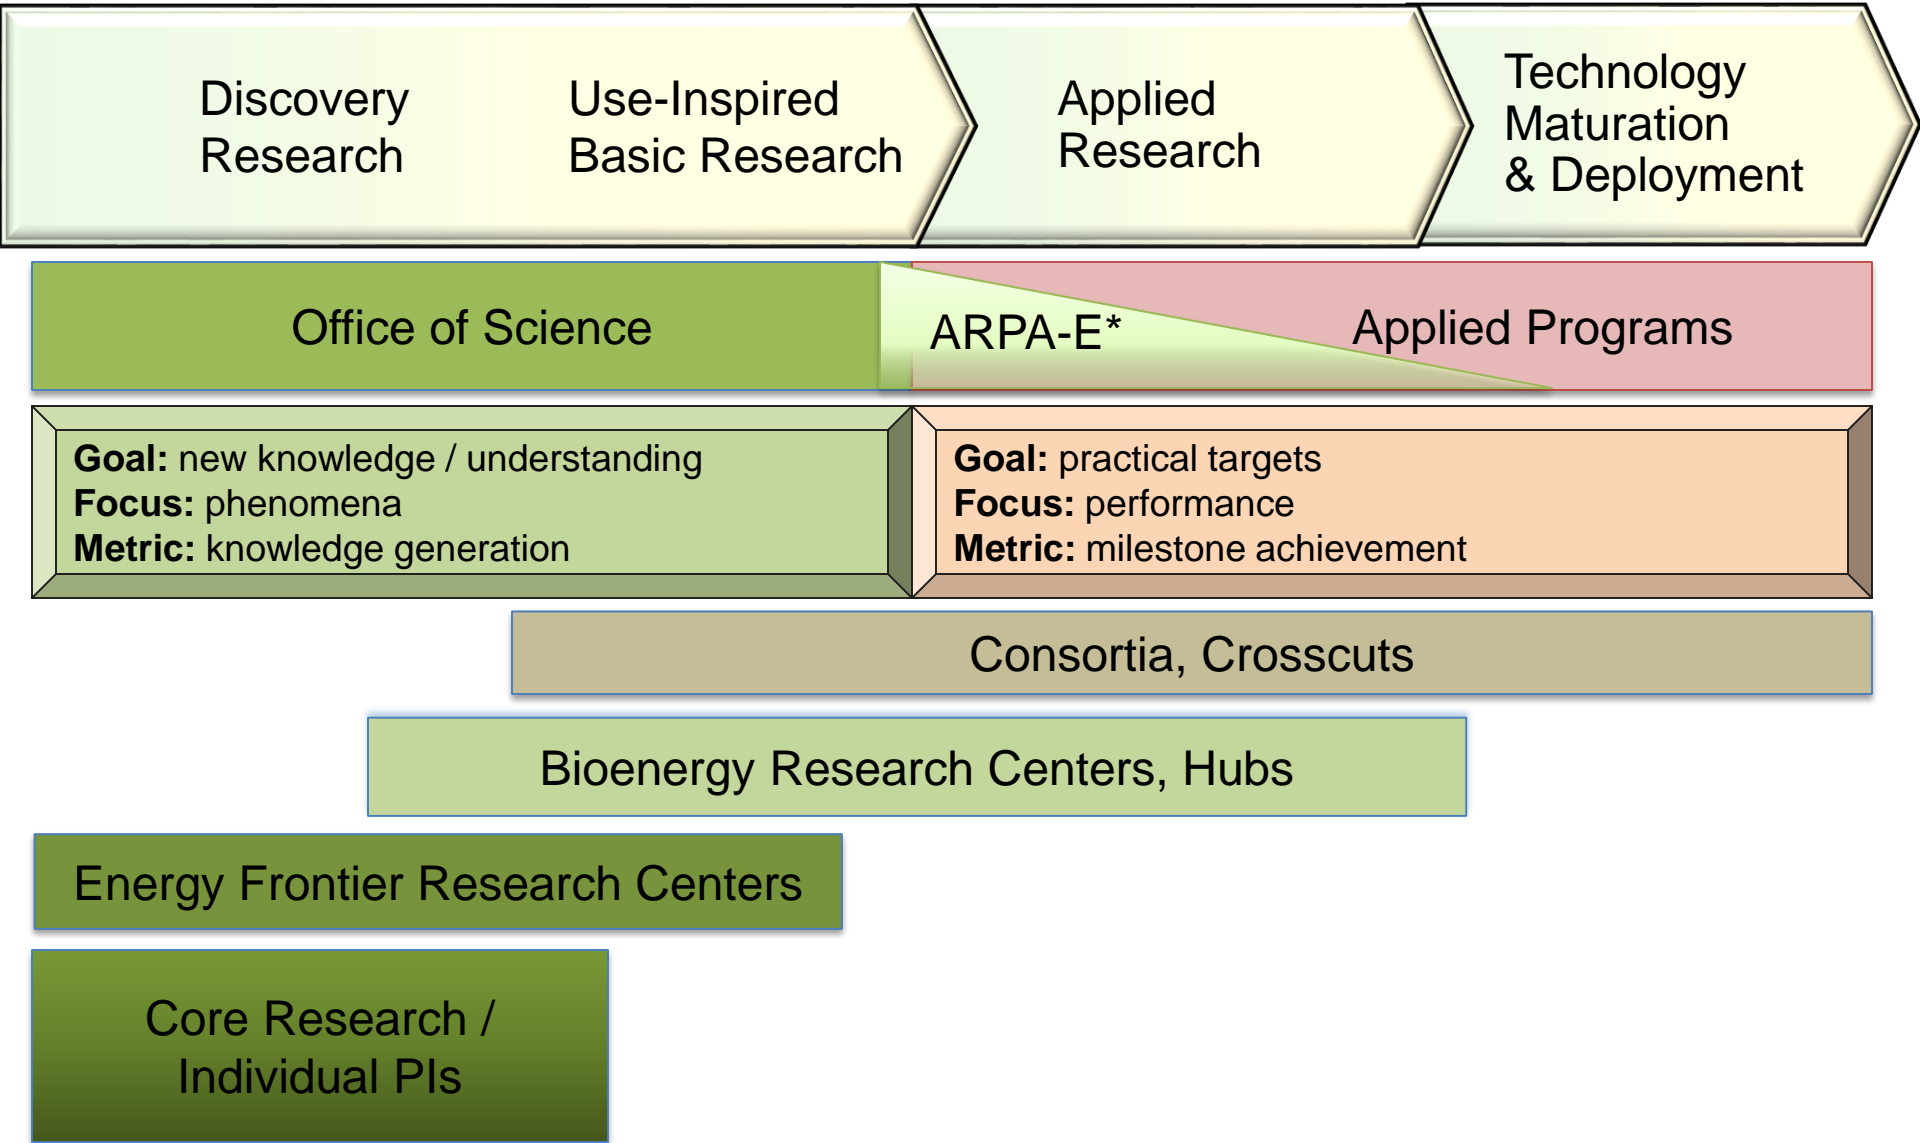 Discovery
Research
Use-Inspired
Basic Research
Applied
Research
Technology
Maturation
& Deployment
Office of Science
ARPA-E*
Applied Programs
Goal: new knowledge / understanding
Focus: phenomena
Metric: knowledge generation
Goal: practical targets
Focus: performance
Metric: milestone achievement
Consortia, Crosscuts
Bioenergy Research Centers, Hubs
Energy Frontier Research Centers
Core Research /
Individual PIs